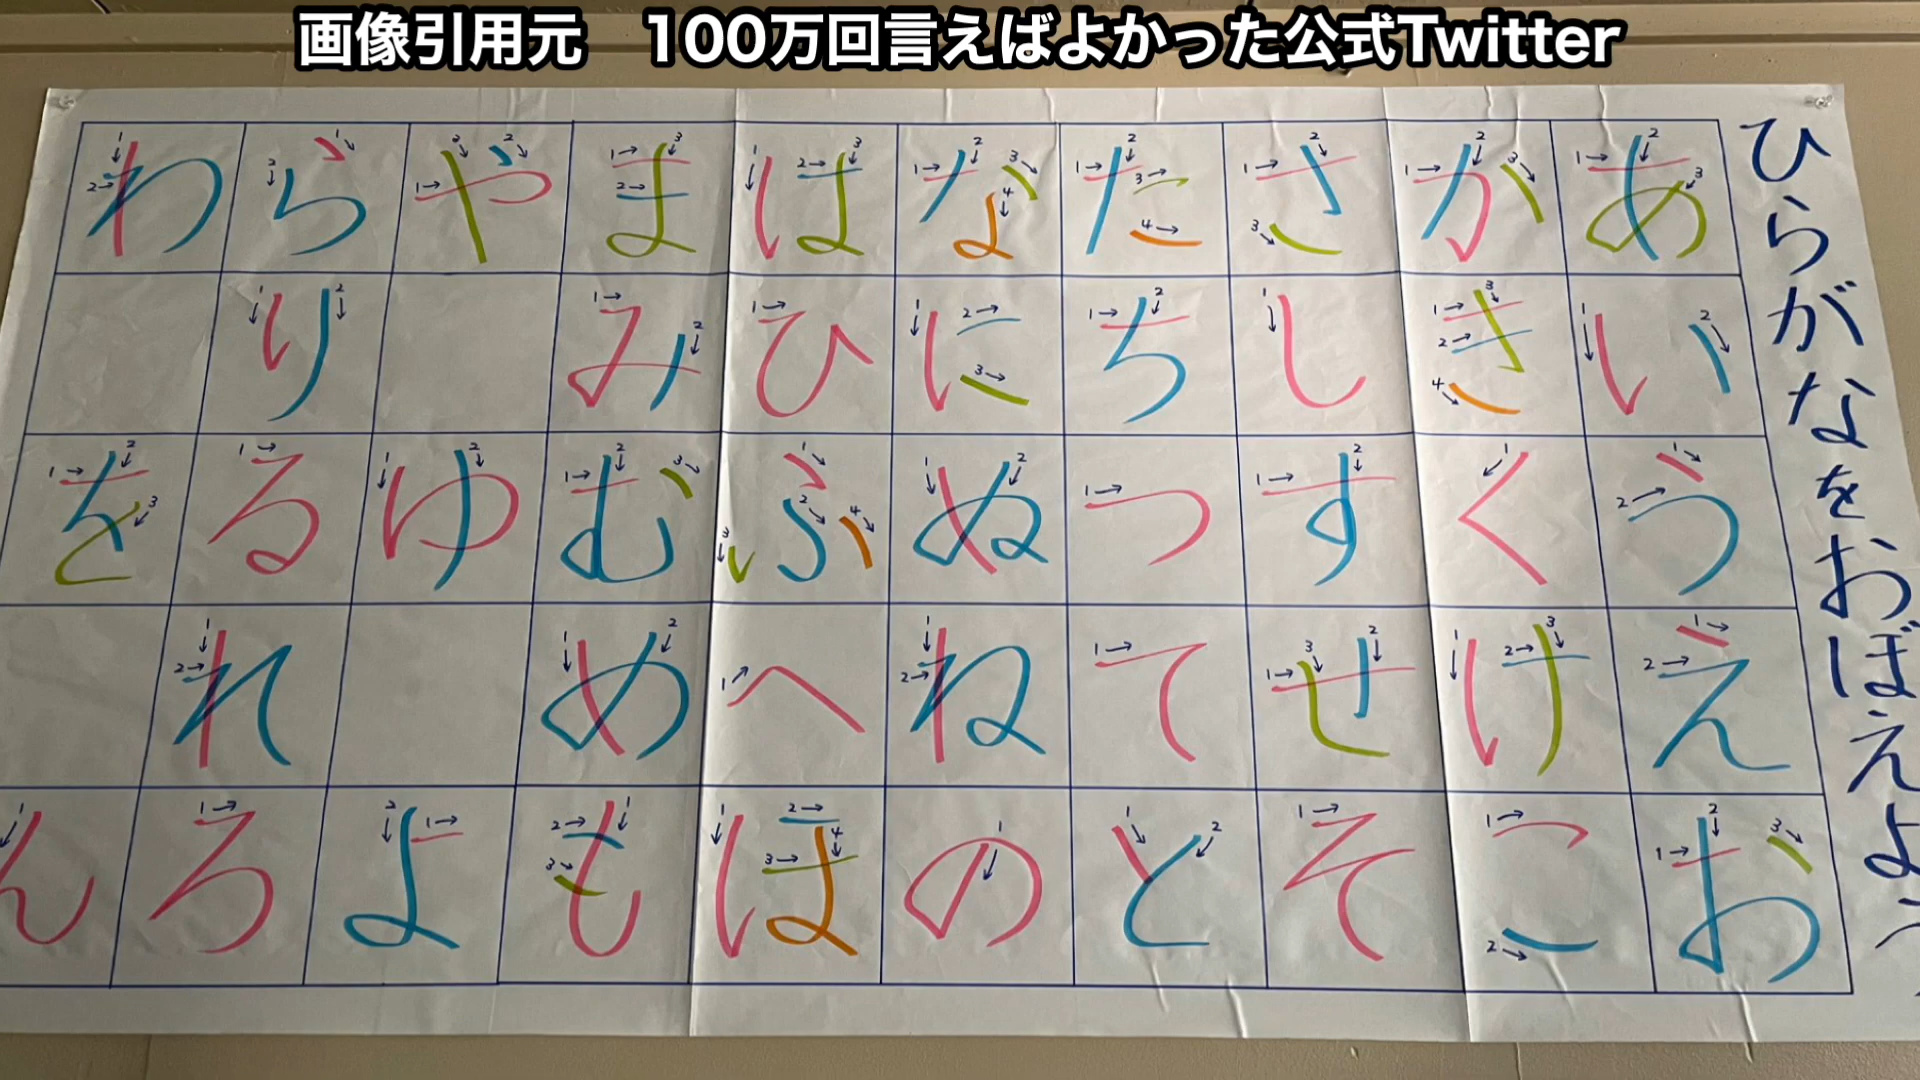 画像引用元　100万回言えばよかった公式Twitter
ひらがなをおぼえよう
あ い う え お
か き く け こ
さ し す せ そ
た ち つ て と
な に ぬ ね の
は ひ ふ へ ほ
ま み む め も
や ゆ よ
ら り る れ ろ
わ を ん